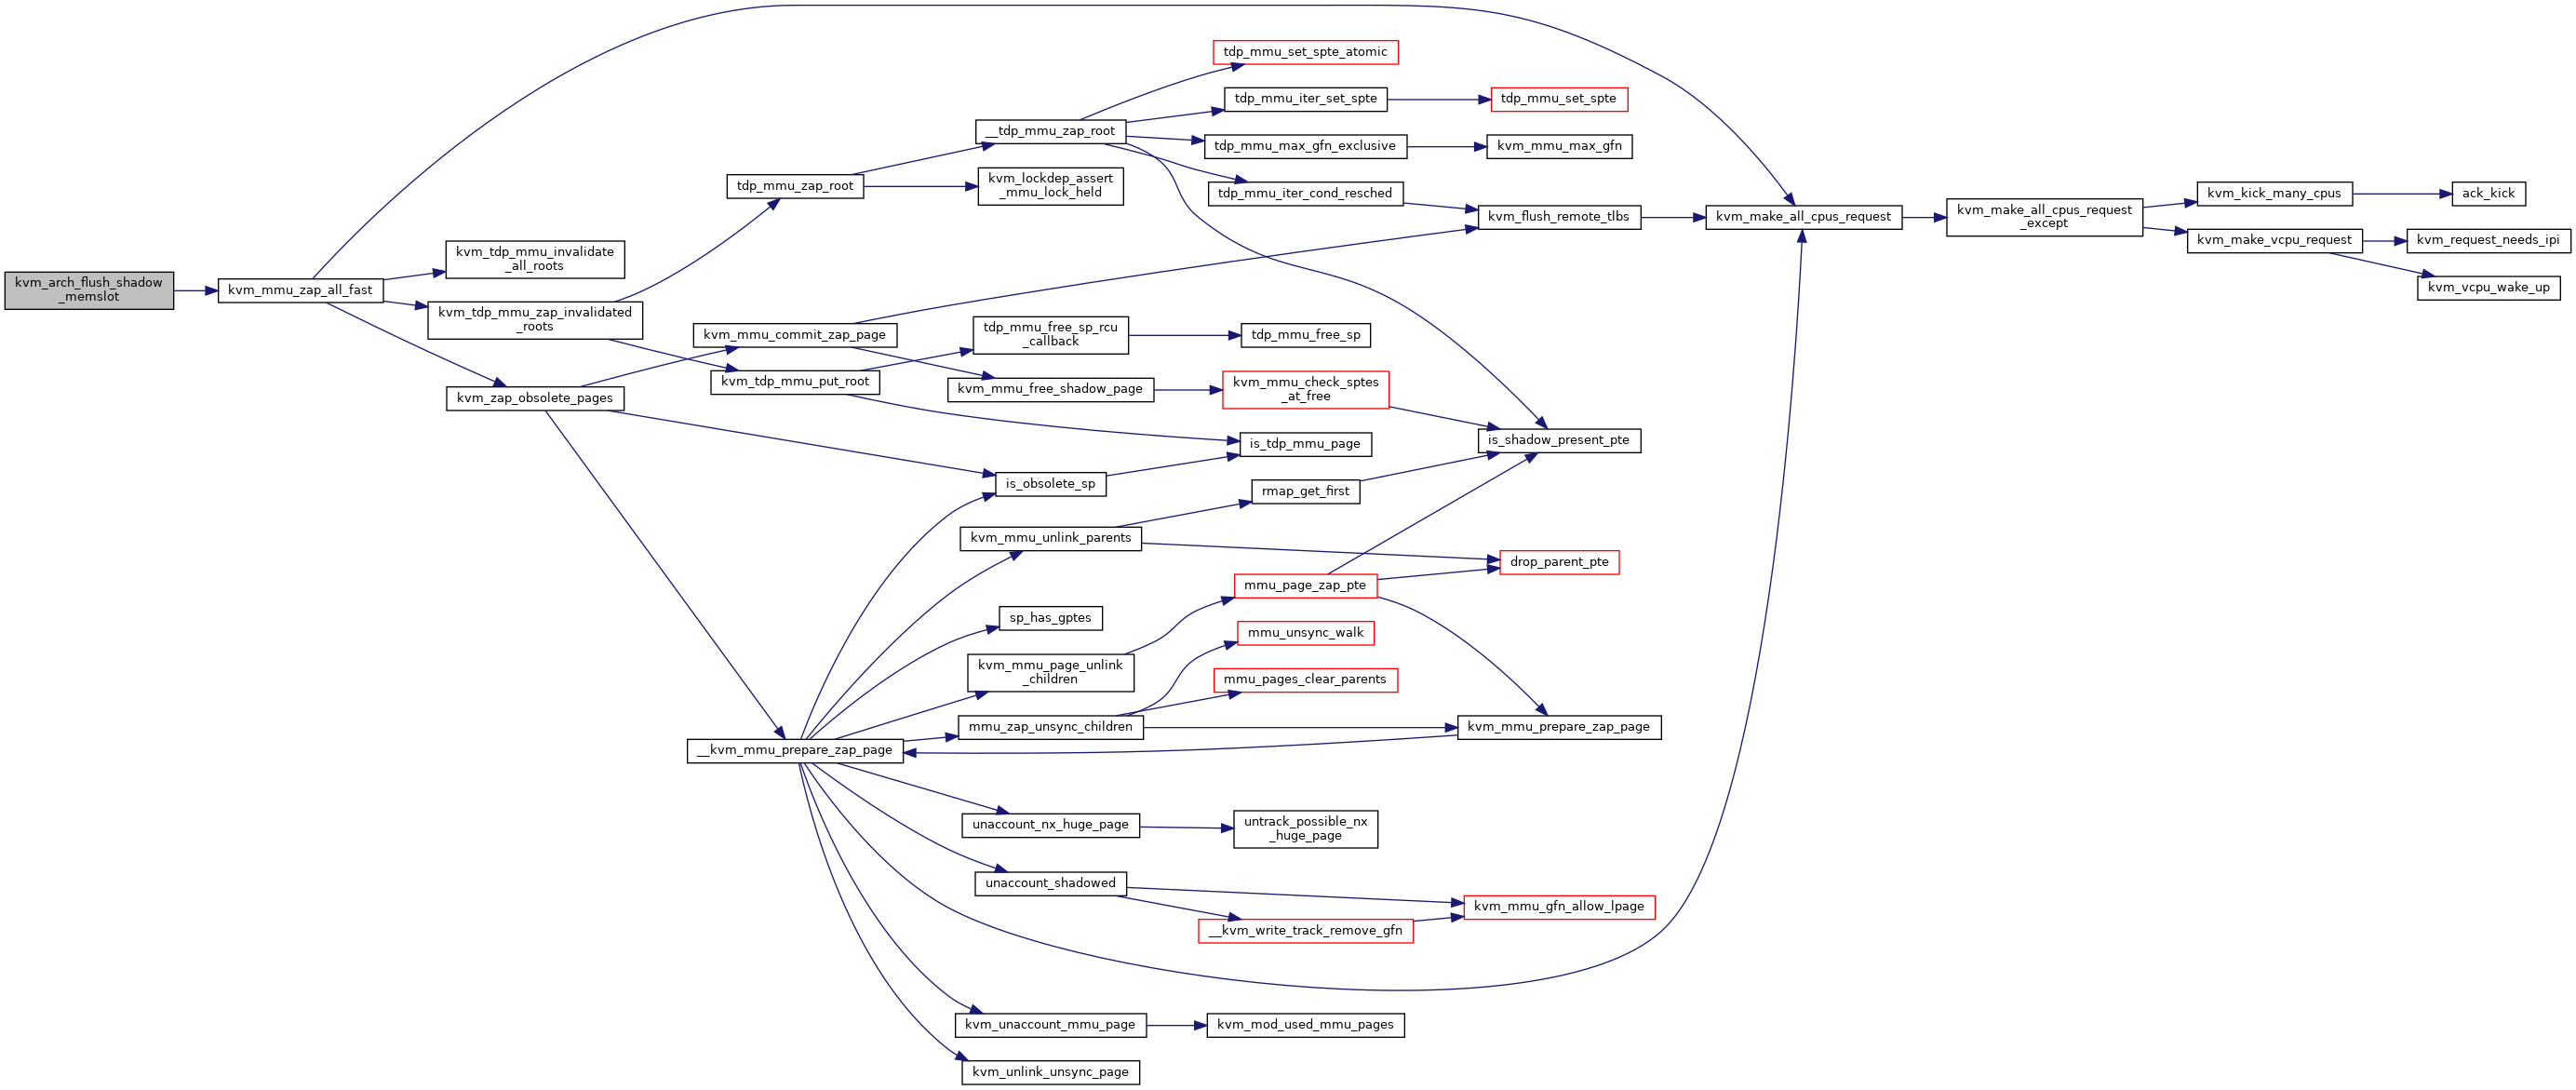 kvm_arch_flush_shadow
_memslot
kvm_mmu_zap_all_fast
kvm_tdp_mmu_invalidate
_all_roots
kvm_tdp_mmu_zap_invalidated
_roots
kvm_zap_obsolete_pages
tdp_mmu_zap_root
kvm_mmu_commit_zap_page
kvm_tdp_mmu_put_root
__kvm_mmu_prepare_zap_page
__tdp_mmu_zap_root
kvm_lockdep_assert
_mmu_lock_held
tdp_mmu_free_sp_rcu
_callback
kvm_mmu_free_shadow_page
is_obsolete_sp
kvm_mmu_unlink_parents
sp_has_gptes
kvm_mmu_page_unlink
_children
mmu_zap_unsync_children
unaccount_nx_huge_page
unaccount_shadowed
kvm_unaccount_mmu_page
kvm_unlink_unsync_page
tdp_mmu_set_spte_atomic
tdp_mmu_iter_set_spte
tdp_mmu_max_gfn_exclusive
tdp_mmu_iter_cond_resched
tdp_mmu_free_sp
kvm_mmu_check_sptes
_at_free
is_tdp_mmu_page
rmap_get_first
mmu_page_zap_pte
mmu_unsync_walk
mmu_pages_clear_parents
untrack_possible_nx
_huge_page
__kvm_write_track_remove_gfn
kvm_mod_used_mmu_pages
tdp_mmu_set_spte
kvm_mmu_max_gfn
kvm_flush_remote_tlbs
is_shadow_present_pte
drop_parent_pte
kvm_mmu_prepare_zap_page
kvm_mmu_gfn_allow_lpage
kvm_make_all_cpus_request
kvm_make_all_cpus_request
_except
kvm_kick_many_cpus
kvm_make_vcpu_request
ack_kick
kvm_request_needs_ipi
kvm_vcpu_wake_up